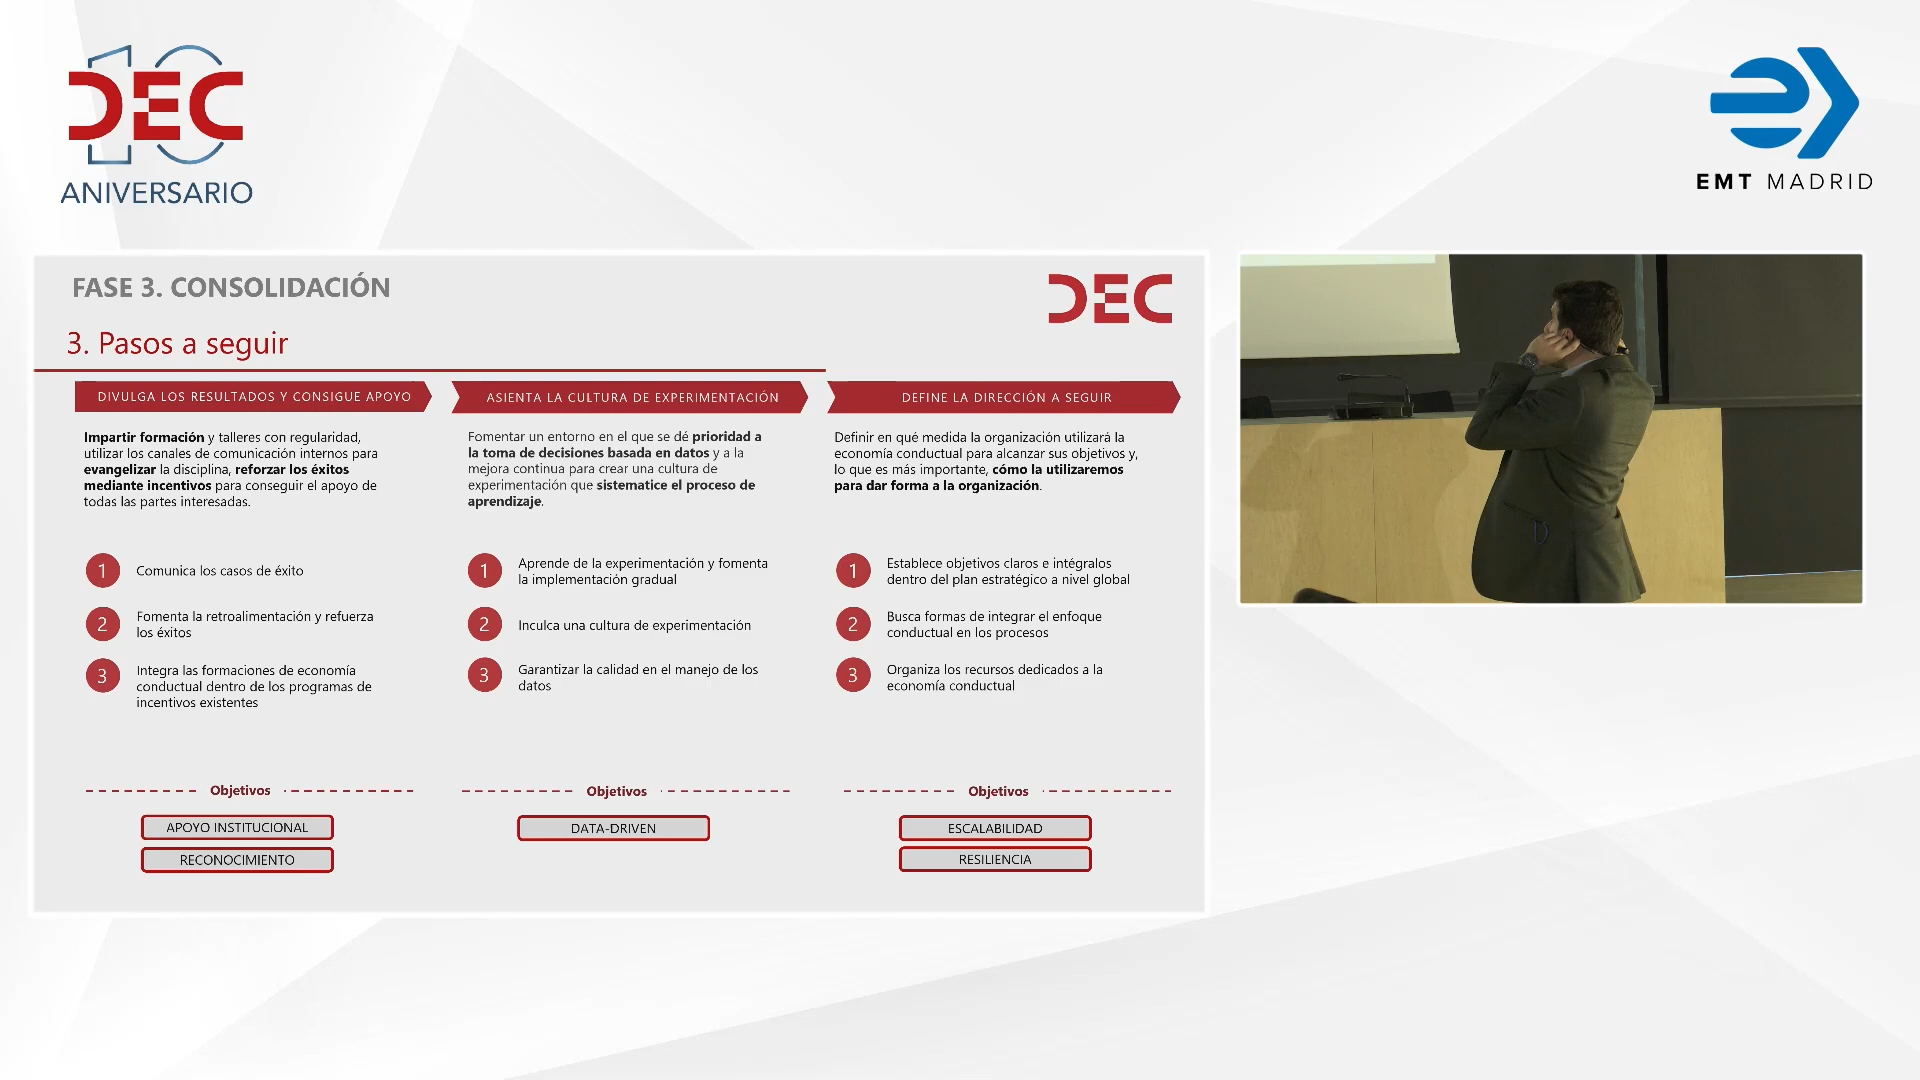 10
DEC
ANIVERSARIO
EMT MADRID
FASE 3. CONSOLIDACIÓN
DEC
3. Pasos a seguir
DIVULGA LOS RESULTADOS Y CONSIGUE APOYO
Impartir formación y talleres con regularidad,
utilizar los canales de comunicación internos para
evangelizar la disciplina, reforzar los éxitos
mediante incentivos para conseguir el apoyo de
todas las partes interesadas.
1 Comunica los casos de éxito
2 Fomenta la retroalimentación y refuerza
los éxitos
3 Integra las formaciones de economía
conductual dentro de los programas de
incentivos existentes
Objetivos
APOYO INSTITUCIONAL
RECONOCIMIENTO
ASIENTA LA CULTURA DE EXPERIMENTACIÓN
Fomentar un entorno en el que se dé prioridad a
la toma de decisiones basada en datos y a la
mejora continua para crear una cultura de
experimentación que sistematice el proceso de
aprendizaje.
1 Aprende de la experimentación y fomenta
la implementación gradual
2 Inculca una cultura de experimentación
3 Garantizar la calidad en el manejo de los
datos
Objetivos
DATA-DRIVEN
DEFINE LA DIRECCIÓN A SEGUIR
Definir en qué medida la organización utilizará la
economía conductual para alcanzar sus objetivos y,
lo que es más importante, cómo la utilizaremos
para dar forma a la organización.
1 Establece objetivos claros e intégralos
dentro del plan estratégico a nivel global
2 Busca formas de integrar el enfoque
conductual en los procesos
3 Organiza los recursos dedicados a la
economía conductual
Objetivos
ESCALABILIDAD
RESILIENCIA